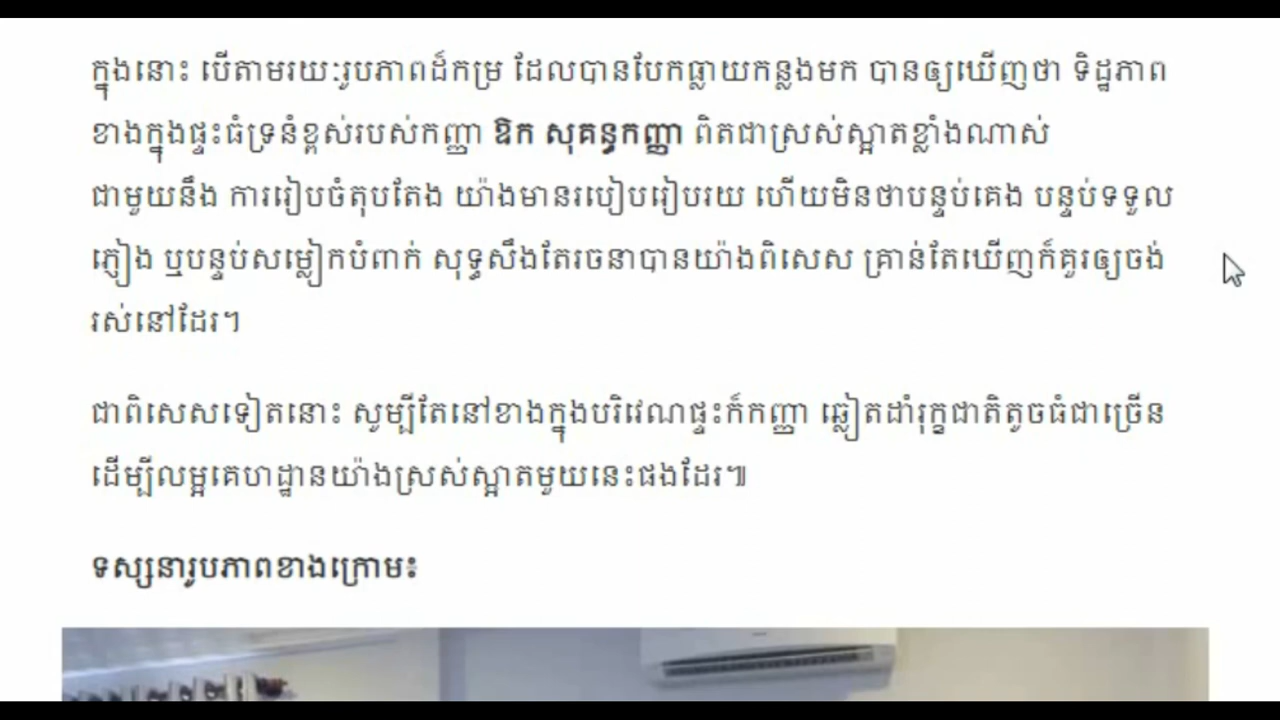 ក្នុងនោះ បើតាមរយៈរូបភាពដ៏កម្រ ដែលបានបែកធ្លាយកន្លងមក បានឲ្យឃើញថា ទិដ្ឋភាព
ខាងក្នុងផ្ទះធំទ្រនំខ្ពស់របស់កញ្ញា ឱក សុគន្ធកញ្ញា ពិតជាស្រស់ស្អាតខ្លាំងណាស់
ជាមួយនឹង ការរៀបចំតុបតែង យ៉ាងមានរបៀបរៀបរយ ហើយមិនថាបន្ទប់គេង បន្ទប់ទទួល
ភ្ញៀង ឬបន្ទប់សម្លៀកបំពាក់ សុទ្ធសឹងតែរចនាបានយ៉ាងពិសេស គ្រាន់តែឃើញក៏គួរឲ្យចង់
រស់នៅដែរ។
ជាពិសេសទៀតនោះ សូម្បីតែនៅខាងក្នុងបរិវេណផ្ទះក៏កញ្ញា ឆ្លៀតដាំរុក្ខជាតិតូចធំជាច្រើន
ដើម្បីលម្អគេហដ្ឋានយ៉ាងស្រស់ស្អាតមួយនេះផងដែរ៕
ទស្សនារូបភាពខាងក្រោម៖